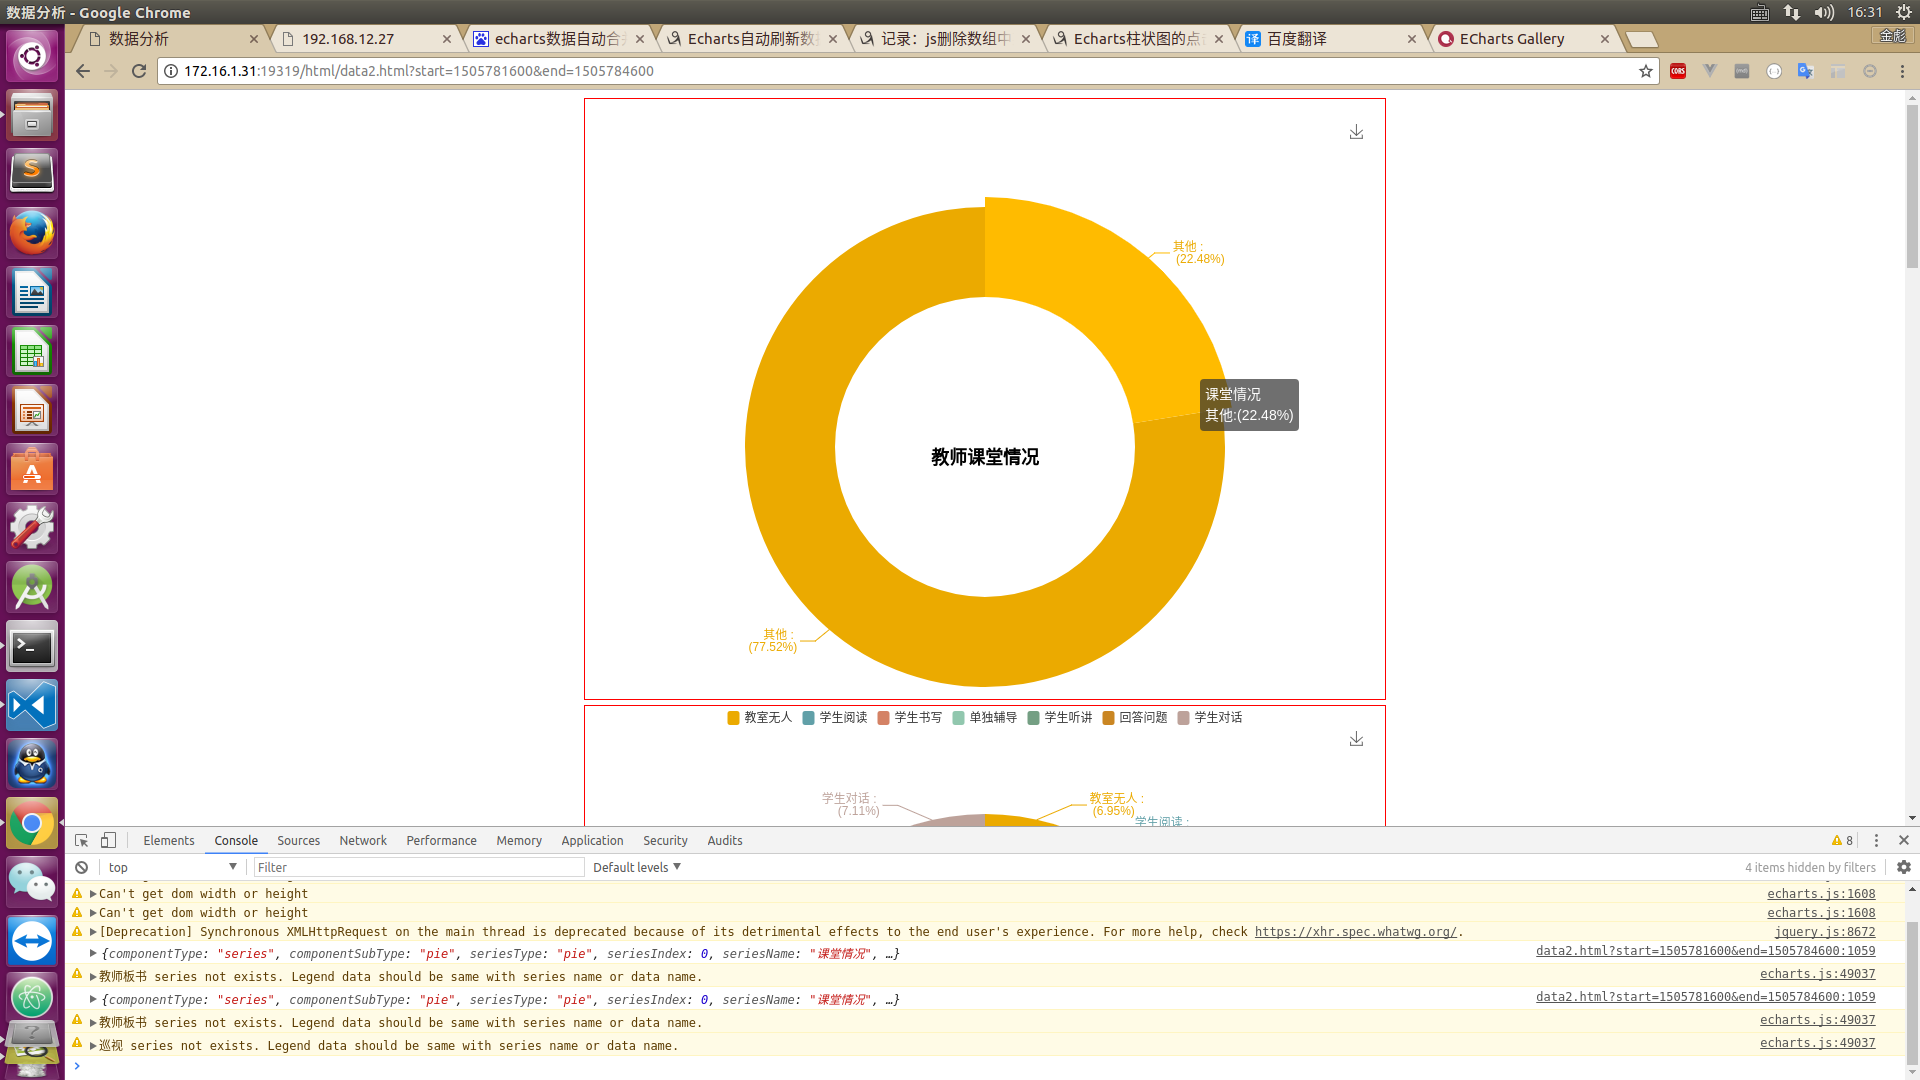 数据分析 - Google Chrome
16:31
数据分析
192.168.12.27
echarts数据自动合
Echarts自动刷新数
记录：js删除数组中
Echarts柱状图的点
百度翻译
ECharts Gallery
金彪
172.16.1.31:19319/html/data2.html?start=1505781600&end=1505784600
其他 :
(22.48%)
课堂情况
其他:(22.48%)
教师课堂情况
其他 :
(77.52%)
教室无人 学生阅读 学生书写 单独辅导 学生听讲 回答问题 学生对话
学生对话 :
(7.11%)
教室无人 :
(6.95%)
学生阅读 :
Elements Console Sources Network Performance Memory Application Security Audits
8
top
Filter
Default levels
4 items hidden by filters
Can't get dom width or height echarts.js:1608
Can't get dom width or height echarts.js:1608
[Deprecation] Synchronous XMLHttpRequest on the main thread is deprecated because of its detrimental effects to the end user's experience. For more help, check https://xhr.spec.whatwg.org/. jquery.js:8672
{componentType: "series", componentSubType: "pie", seriesType: "pie", seriesIndex: 0, seriesName: "课堂情况", …} data2.html?start=1505781600&end=1505784600:1059
教师板书 series not exists. Legend data should be same with series name or data name. echarts.js:49037
{componentType: "series", componentSubType: "pie", seriesType: "pie", seriesIndex: 0, seriesName: "课堂情况", …} data2.html?start=1505781600&end=1505784600:1059
教师板书 series not exists. Legend data should be same with series name or data name. echarts.js:49037
巡视 series not exists. Legend data should be same with series name or data name. echarts.js:49037